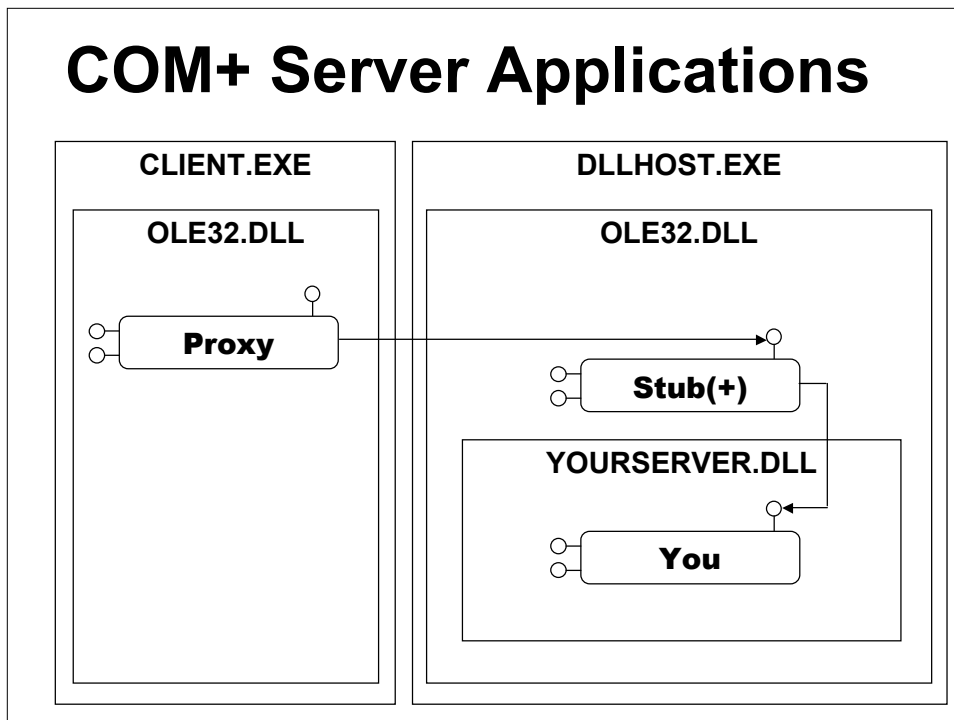 COM+ Server Applications
CLIENT.EXE
OLE32.DLL
Proxy
DLLHOST.EXE
OLE32.DLL
Stub(+)
YOURSERVER.DLL
You